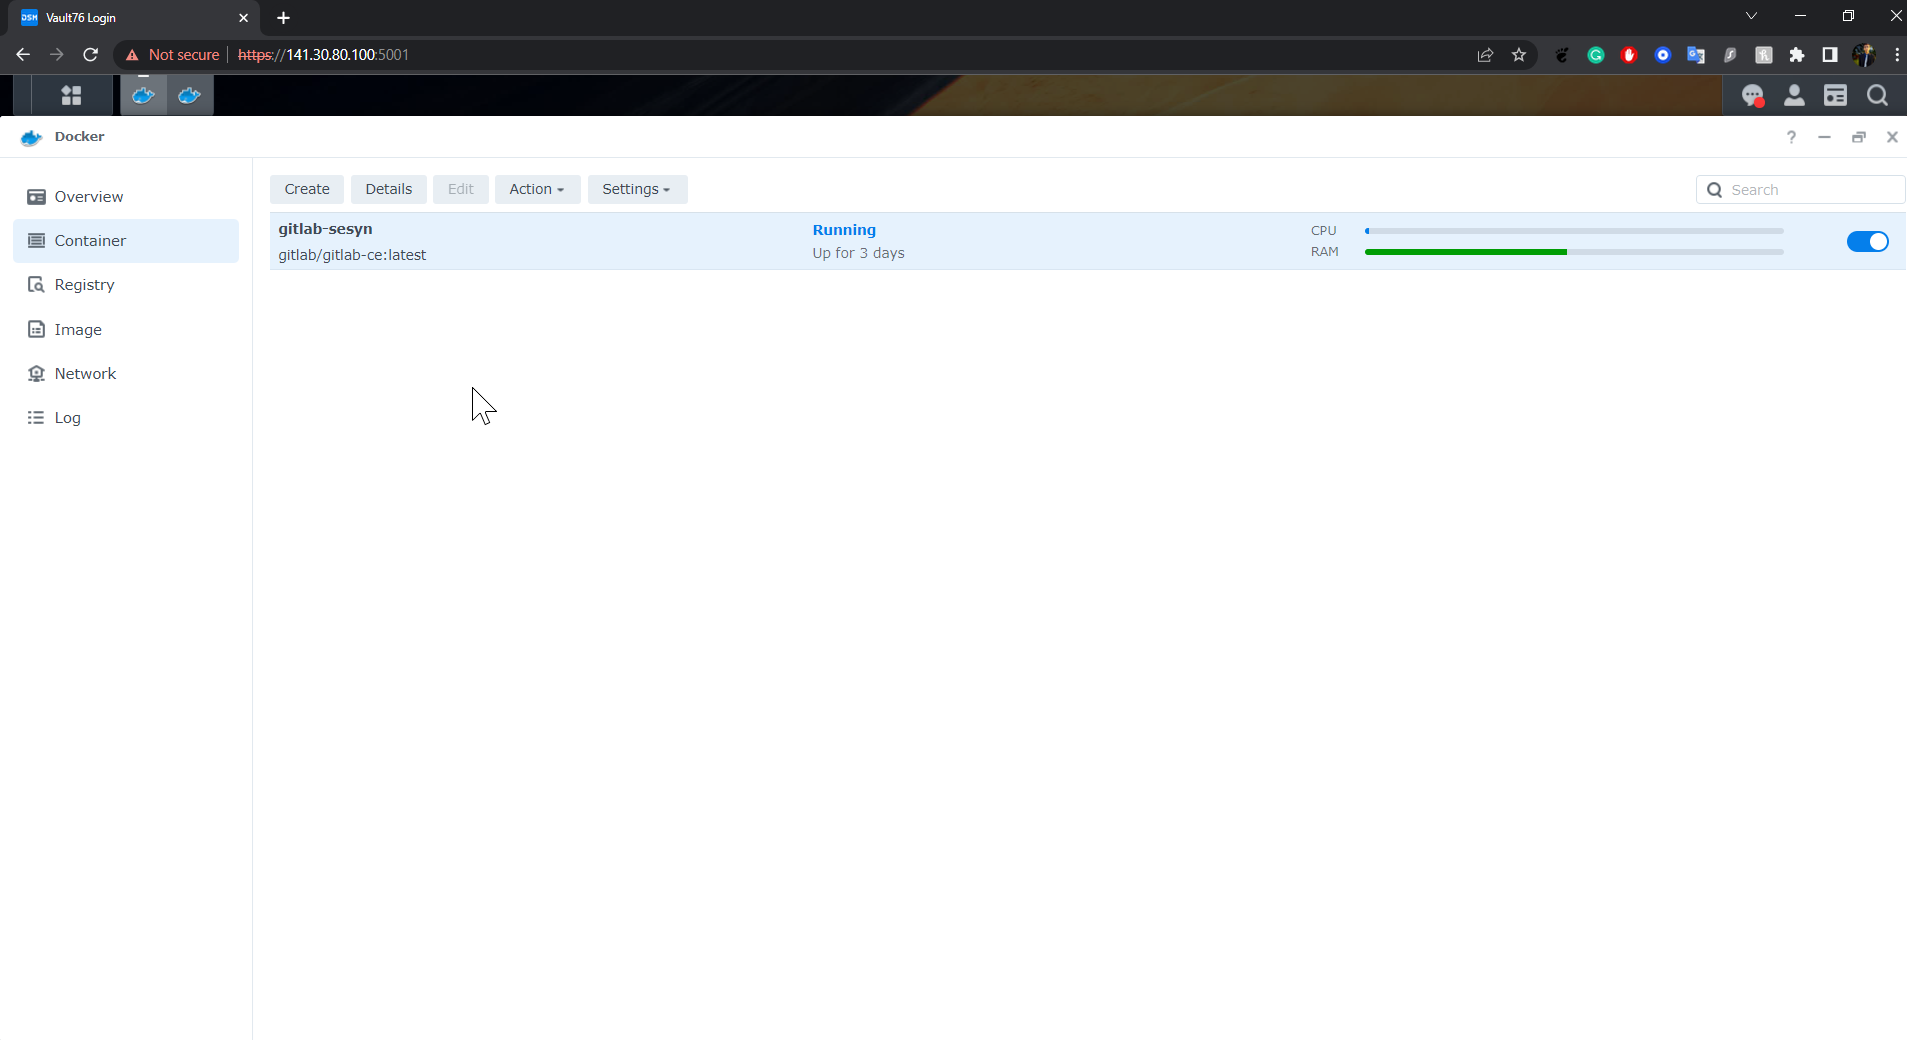 DSM Vault76 Login
Not secure https://141.30.80.100:5001
Docker
Overview
Container
Registry
Image
Network
Log
Create Details Edit Action Settings
Search
gitlab-sesyn
gitlab/gitlab-ce:latest
Running
Up for 3 days
CPU
RAM